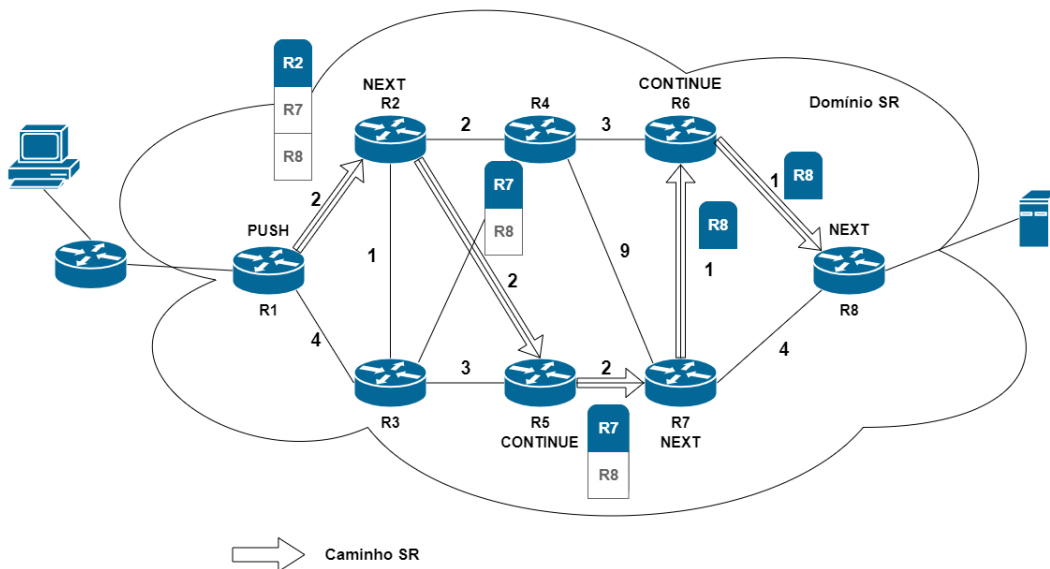 R2
R7
R8
NEXT
R2
2
R4
3
CONTINUE
R6
Domínio SR
R7
R8
1
R8
2
PUSH
R1
1
2
9
R8
1
NEXT
R8
4
R3
3
R5
CONTINUE
2
R7
NEXT
4
R7
R8
Caminho SR